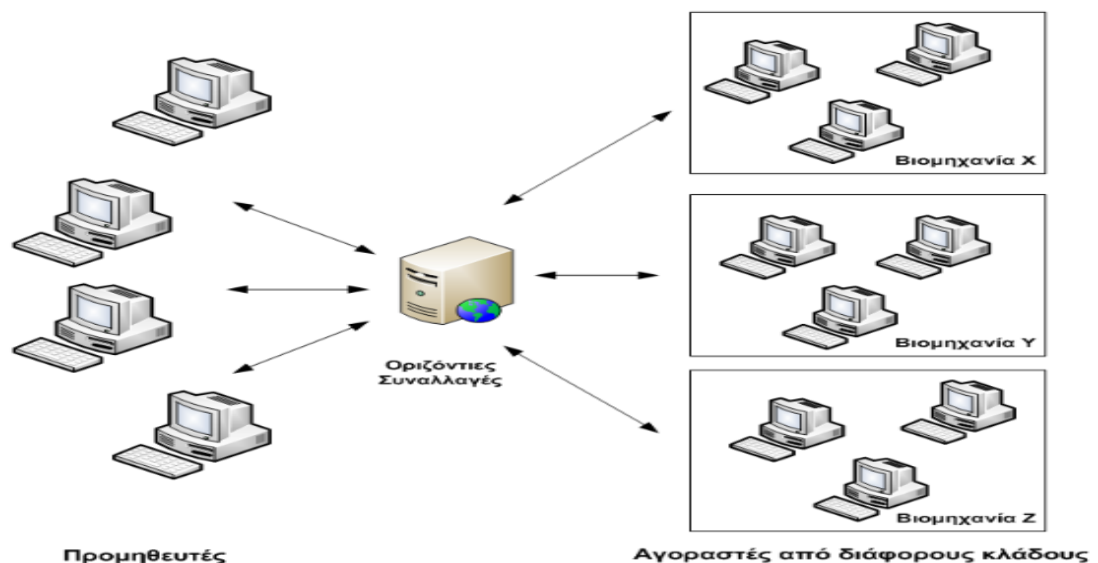 Βιομηχανία X
Βιομηχανία Y
Οριζόντιες
Συναλλαγές
Βιομηχανία Z
Προμηθευτές
Αγοραστές από διάφορους κλάδους